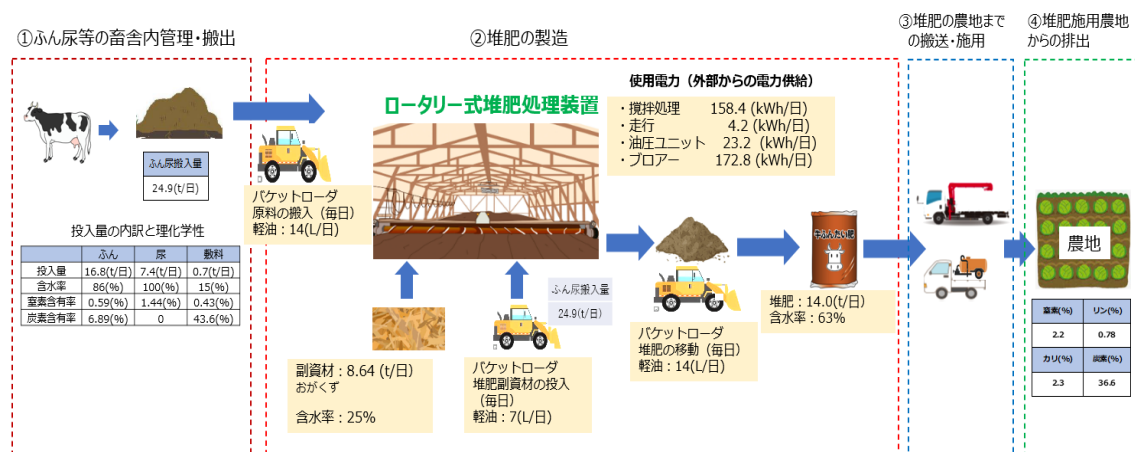 ①ふん尿等の畜舎内管理・搬出
ふん尿搬入量
24.9(t/日)
投入量の内訳と理化学性
ふん 尿 敷料
投入量 16.8(t/日) 7.4(t/日) 0.7(t/日)
含水率 86(%) 100(%) 15(%)
窒素含有率 0.59(%) 1.44(%) 0.43(%)
炭素含有率 6.89(%) 0 43.6(%)
②堆肥の製造
バケットローダ
原料の搬入（毎日）
軽油：14(L/日)
ロータリー式堆肥処理装置
使用電力（外部からの電力供給）
・撹拌処理 158.4 (kWh/日)
・走行 4.2 (kWh/日)
・油圧ユニット 23.2 (kWh/日)
・ブロアー 172.8 (kWh/日)
副資材：8.64 (t/日)
おがくず
含水率：25%
ふん尿搬入量
24.9(t/日)
バケットローダ
堆肥副資材の投入
（毎日）
軽油：7(L/日)
バケットローダ
堆肥の移動（毎日）
軽油：14(L/日)
牛ふんたい肥
堆肥：14.0(t/日)
含水率：63%
③堆肥の農地まで
の搬送・施用
④堆肥施用農地
からの排出
農地
窒素(%) リン(%)
2.2 0.78
カリ(%) 炭素(%)
2.3 36.6